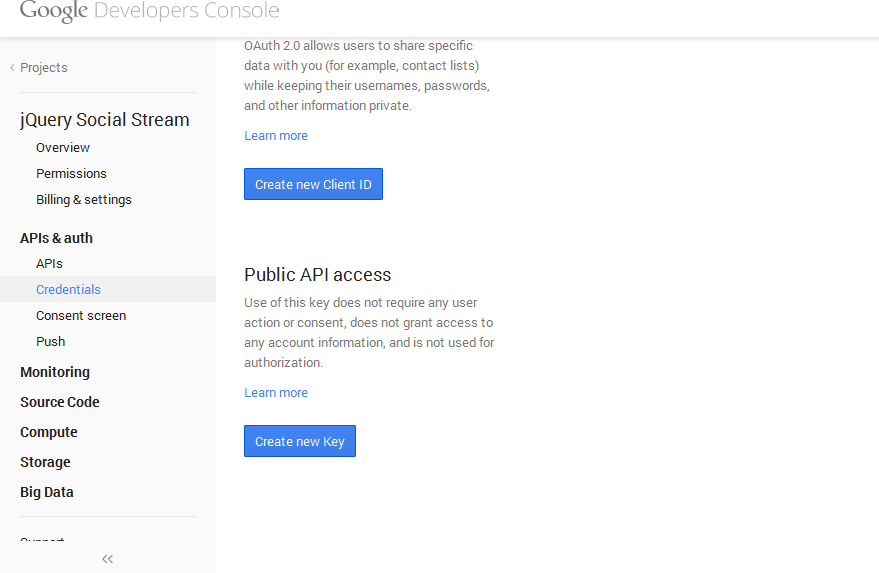 Google Developers Console
Projects
jQuery Social Stream
Overview
Permissions
Billing & settings
APIs & auth
APIs
Credentials
Consent screen
Push
Monitoring
Source Code
Compute
Storage
Big Data
Support
OAuth 2.0 allows users to share specific
data with you (for example, contact lists)
while keeping their usernames, passwords,
and other information private.
Learn more
Create new Client ID
Public API access
Use of this key does not require any user
action or consent, does not grant access to
any account information, and is not used for
authorization.
Learn more
Create new Key